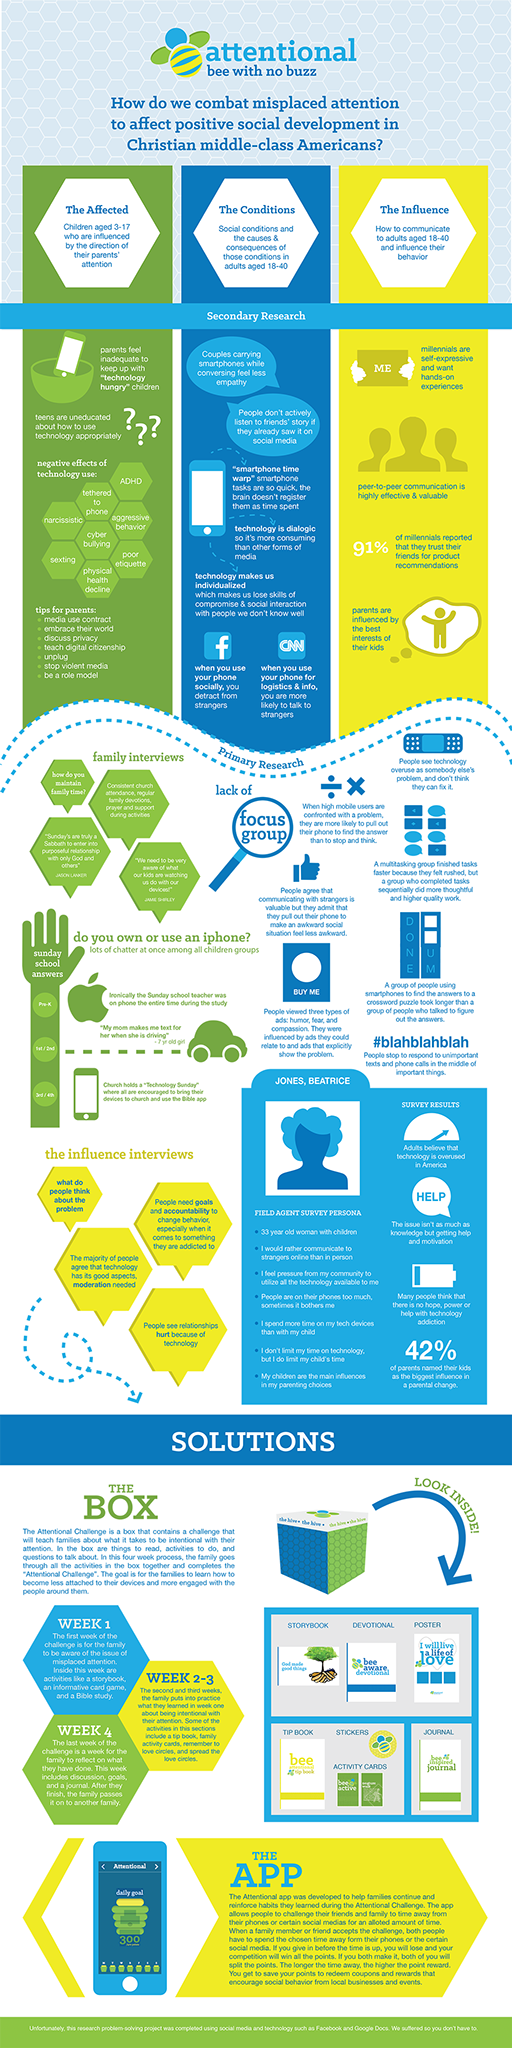 attentional
bee with no buzz
How do we combat misplaced attention
to affect positive social development in
Christian middle-class Americans?
The Affected
Children aged 3-17
who are influenced
by the direction of
their parents'
attention
The Conditions
Social conditions and
the causes &
consequences of
those conditions in
adults aged 18-40
The Influence
How to communicate
to adults aged 18-40
and influence their
behavior
Secondary Research
parents feel
inadequate to
keep up with
"technology
hungry" children
teens are uneducated
about how to use
technology appropriately
???
negative effects of
technology use:
ADHD
tethered
to
phone
narcissistic
aggressive
behavior
cyber
bullying
sexting
poor
etiquette
physical
health
decline
tips for parents:
media use contract
embrace their world
discuss privacy
teach digital citizenship
unplug
stop violent media
be a role model
Couples carrying
smartphones while
conversing feel less
empathy
People don't actively
listen to friends' story if
they already saw it on
social media
"smartphone time
warp" smartphone
tasks are so quick, the
brain doesn't register
them as time spent
technology is dialogic
so it's more consuming
than other forms of
media
technology makes us
individualized
which makes us lose skills of
compromise & social interaction
with people we don't know well
f
CNN
when you use
your phone
socially, you
detract from
strangers
when you use
your phone for
logistics & info,
you are more
likely to talk to
strangers
ME
millennials are
self-expressive
and want
hands-on
experiences
peer-to-peer communication is
highly effective & valuable
91%
of millennials reported
that they trust their
friends for product
recommendations
parents are
influenced by
the best
interests of
their kids
Primary Research
family interviews
how do you
maintain
family time?
Consistent church
attendance, regular
family devotions,
prayer and support
during activities
"Sunday's are truly a
Sabbath to enter into
purposeful relationship
with only God and
others"
JASON LANKER
"We need to be very
aware of what
our kids are watching
us do with our
devices!"
JAMIE SHIRLEY
lack of
focus
group
When high mobile users are
confronted with a problem,
they are more likely to pull out
their phone to find the answer
than to stop and think.
People see technology
overuse as somebody else's
problem, and don't think
they can fix it.
A multitasking group finished tasks
faster because they felt rushed, but
a group who completed tasks
sequentially did more thoughtful
and higher quality work.
People agree that
communicating with strangers is
valuable but they admit that
they pull out their phone to
make an awkward social
situation feel less awkward.
BUY ME
People viewed three types of
ads: humor, fear, and
compassion. They were
influenced by ads they could
relate to and ads that explicitly
show the problem.
DONE
UM
A group of people using
smartphones to find the answers to a
crossword puzzle took longer than a
group of people who talked to figure
out the answers.
#blahblahblah
People stop to respond to unimportant
texts and phone calls in the middle of
important things.
sunday
school
answers
do you own or use an iphone?
lots of chatter at once among all children groups
Pre-K
Ironically the Sunday school teacher was
on phone the entire time during the study
1st / 2nd
"My mom makes me text for
her when she is driving"
- 7 yr old girl
3rd / 4th
Church holds a "Technology Sunday"
where all are encouraged to bring their
devices to church and use the Bible app
the influence interviews
what do
people think
about the
problem
People need goals
and accountability to
change behavior,
especially when it
comes to something
they are addicted to
The majority of people
agree that technology
has its good aspects,
moderation needed
People see relationships
hurt because of
technology
JONES, BEATRICE
FIELD AGENT SURVEY PERSONA
33 year old woman with children
I would rather communicate to
strangers online than in person
I feel pressure from my community to
utilize all the technology available to me
People are on their phones too much,
sometimes it bothers me
I spend more time on my tech devices
than with my child
I don't limit my time on technology,
but I do limit my child's time
My children are the main influences
in my parenting choices
SURVEY RESULTS
Adults believe that
technology is overused
in America
HELP
The issue isn't as much as
knowledge but getting help
and motivation
Many people think that
there is no hope, power or
help with technology
addiction
42%
of parents named their kids
as the biggest influence in
a parental change.
SOLUTIONS
THE
BOX
The Attentional Challenge is a box that contains a challenge that
will teach families about what it takes to be intentional with their
attention. In the box are things to read, activities to do, and
questions to talk about. In this four week process, the family goes
through all the activities in the box together and completes the
"Attentional Challenge". The goal is for the families to learn how to
become less attached to their devices and more engaged with the
people around them.
LOOK INSIDE!
the hive • the hive • the hive • the hive
WEEK 1
The first week of the
challenge is for the family
to be aware of the issue of
misplaced attention.
Inside this week are
activities like a storybook,
an informative card game,
and a Bible study.
WEEK 2-3
The second and third weeks,
the family puts into practice
what they learned in week one
about being intentional with
their attention. Some of the
activities in this sections
include a tip book, family
activity cards, remember to
love circles, and spread the
love circles.
WEEK 4
The last week of the
challenge is a week for the
family to reflect on what
they have done. This week
includes discussion, goals,
and a journal. After they
finish, the family passes
it on to another family.
STORYBOOK
DEVOTIONAL
POSTER
God made
good things
bee
aware,
devotional
I will live
a life of
love
TIP BOOK
STICKERS
JOURNAL
ACTIVITY CARDS
bee
tip book
bee
active
bee
inspired
journal
THE
APP
The Attentional app was developed to help families continue and
reinforce habits they learned during the Attentional Challenge. The app
allows people to challenge their friends and family to time away from
their phones or certain social medias for an alloted amount of time.
When a family member or friend accepts the challenge, both people
have to spend the chosen time away form their phones or the certain
social media. If you give in before the time is up, you will lose and your
competition will win all the points. If you both make it, both of you will
split the points. The longer the time away, the higher the point reward.
You get to save your points to redeem coupons and rewards that
encourage social behavior from local businesses and events.
Attentional
daily goal
300
Unfortunately, this research problem-solving project was completed using social media and technology such as Facebook and Google Docs. We suffered so you don't have to.